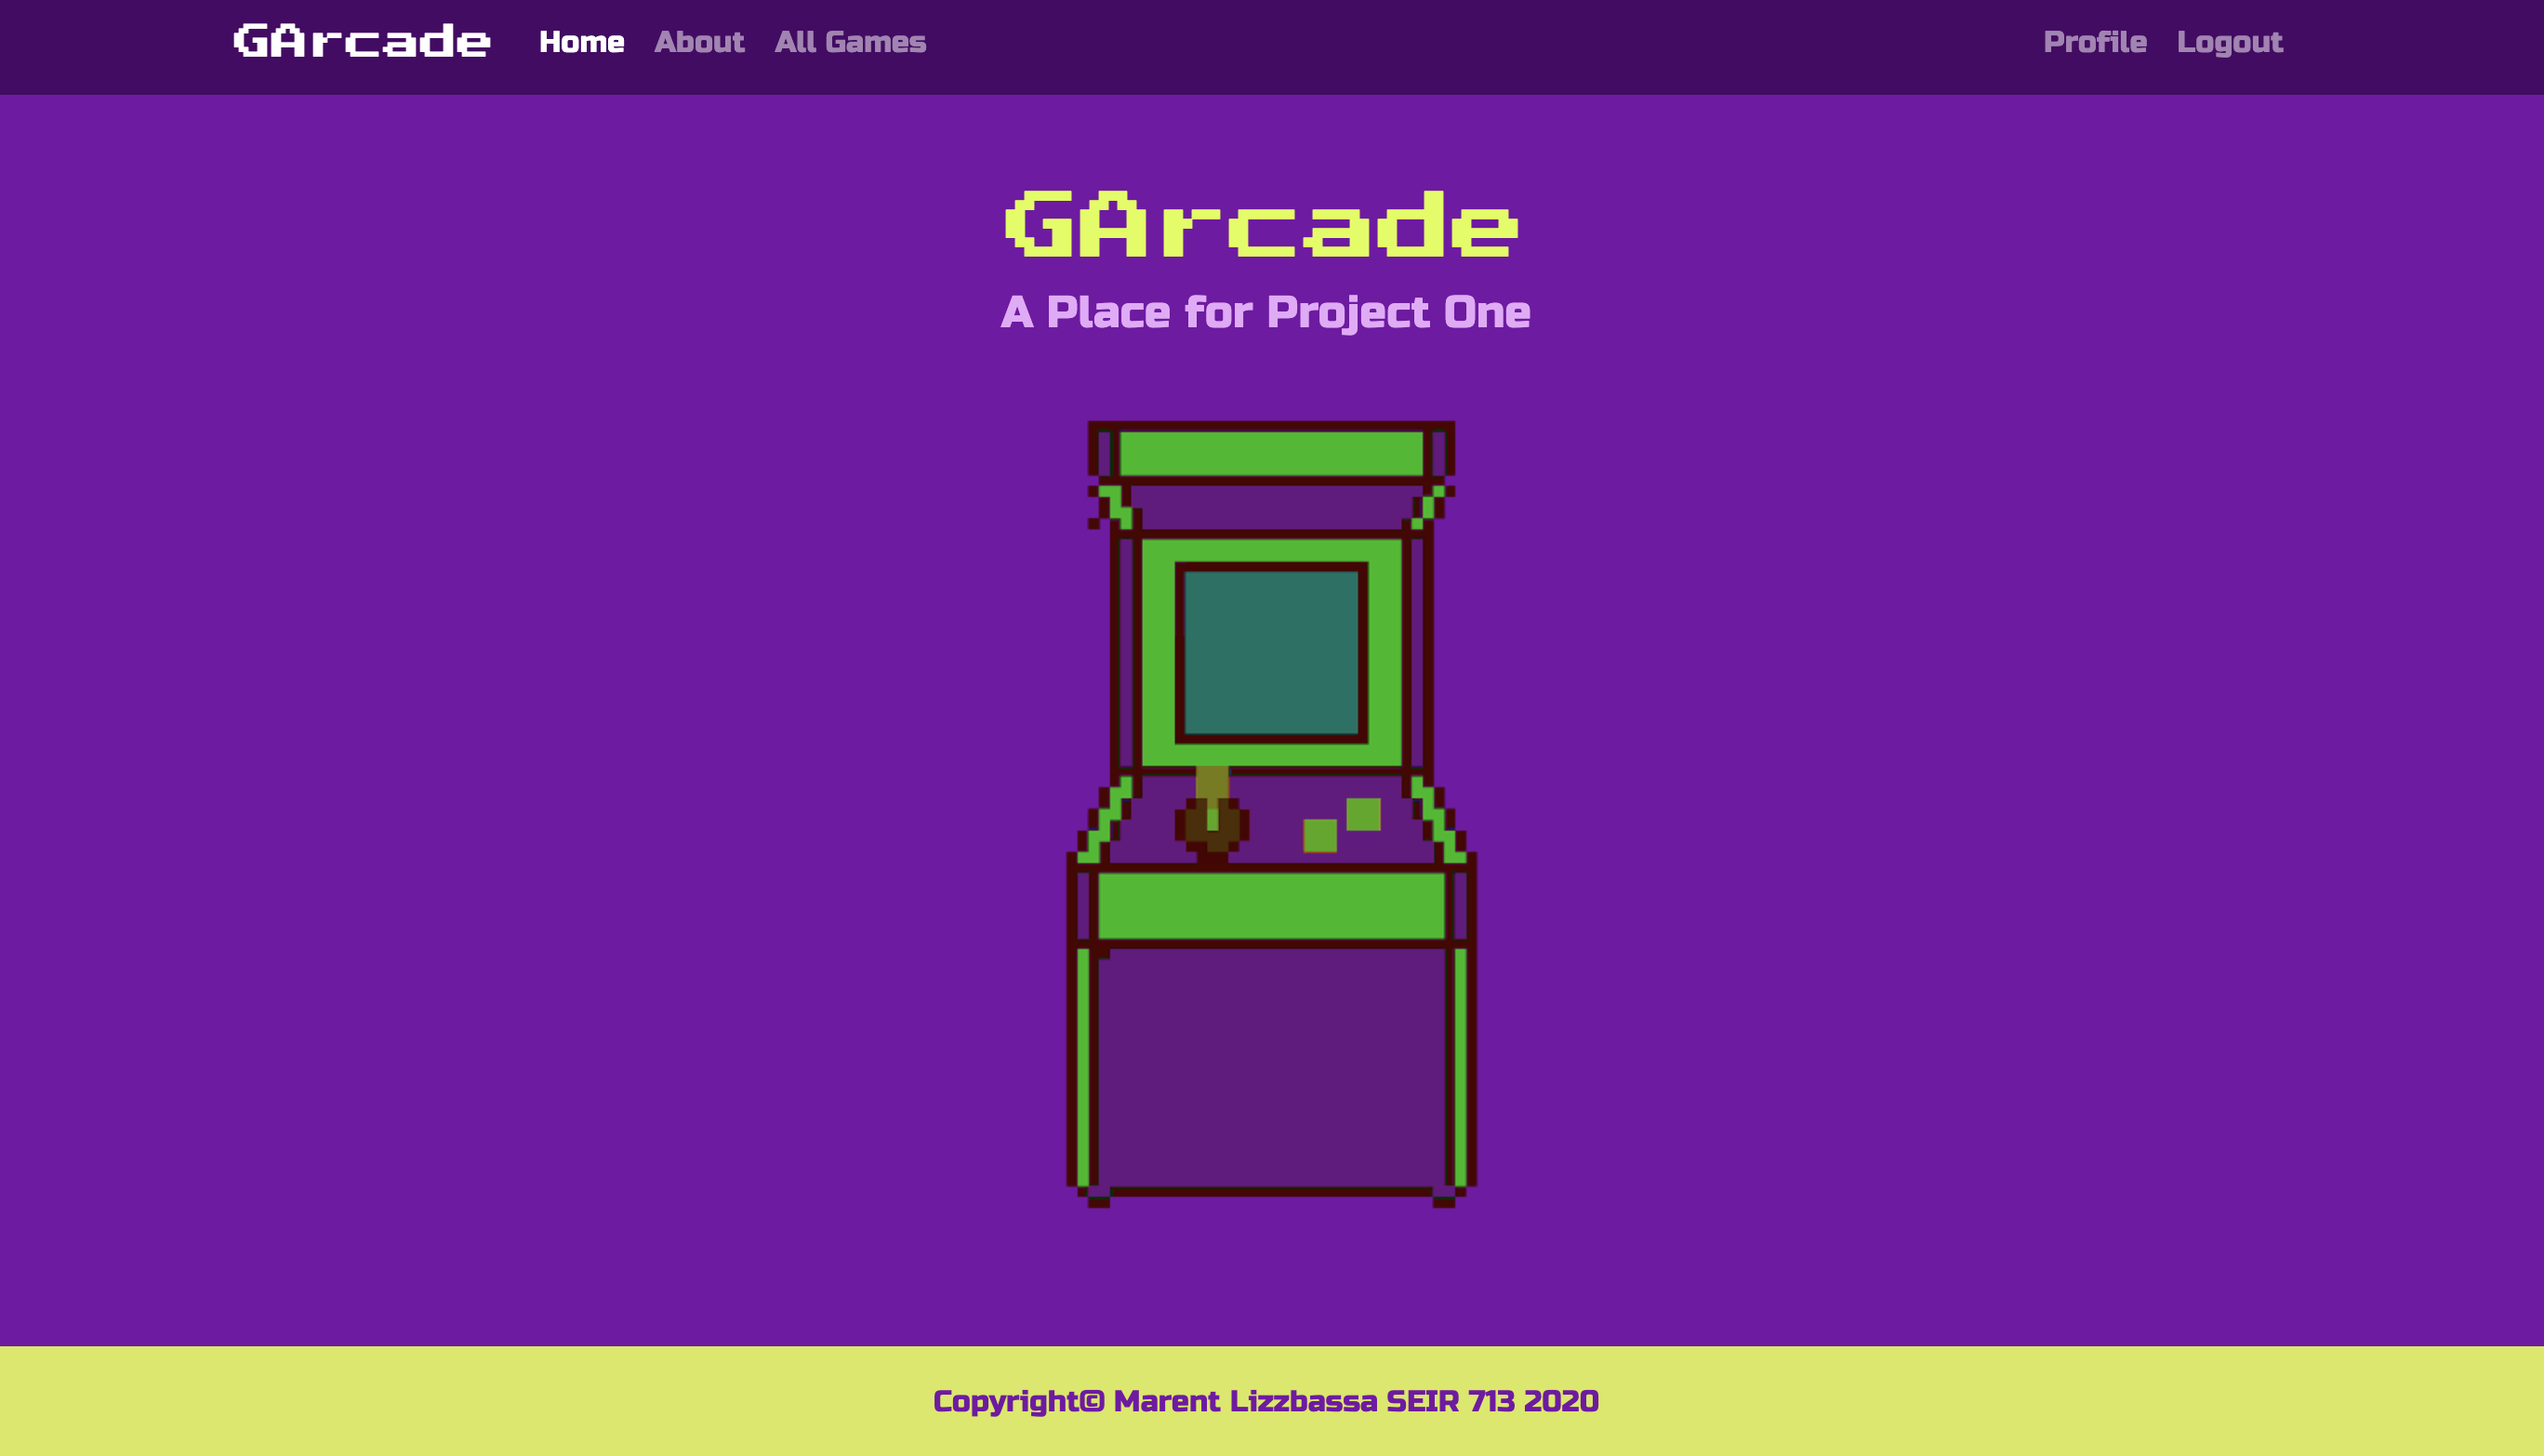 GArcade Home About All Games Profile Logout
GArcade
A Place for Project One
Copyright© Marent Lizzbassa SEIR 713 2020